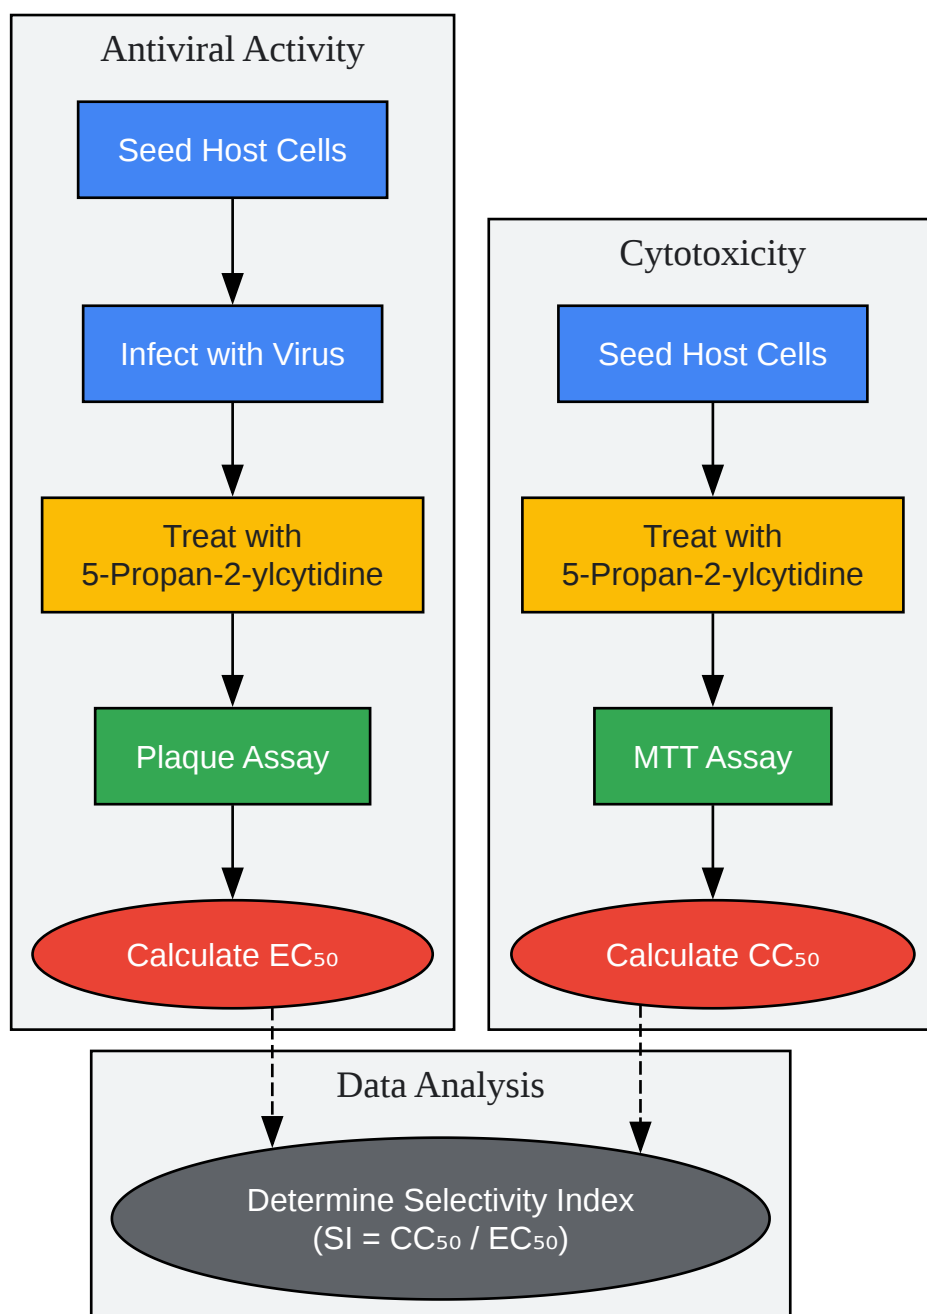 Antiviral Activity
Seed Host Cells
Infect with Virus
Treat with
5-Propan-2-ylcytidine
Plaque Assay
Calculate EC₅₀
Cytotoxicity
Seed Host Cells
Treat with
5-Propan-2-ylcytidine
MTT Assay
Calculate CC₅₀
Data Analysis
Determine Selectivity Index
(SI = CC₅₀ / EC₅₀)